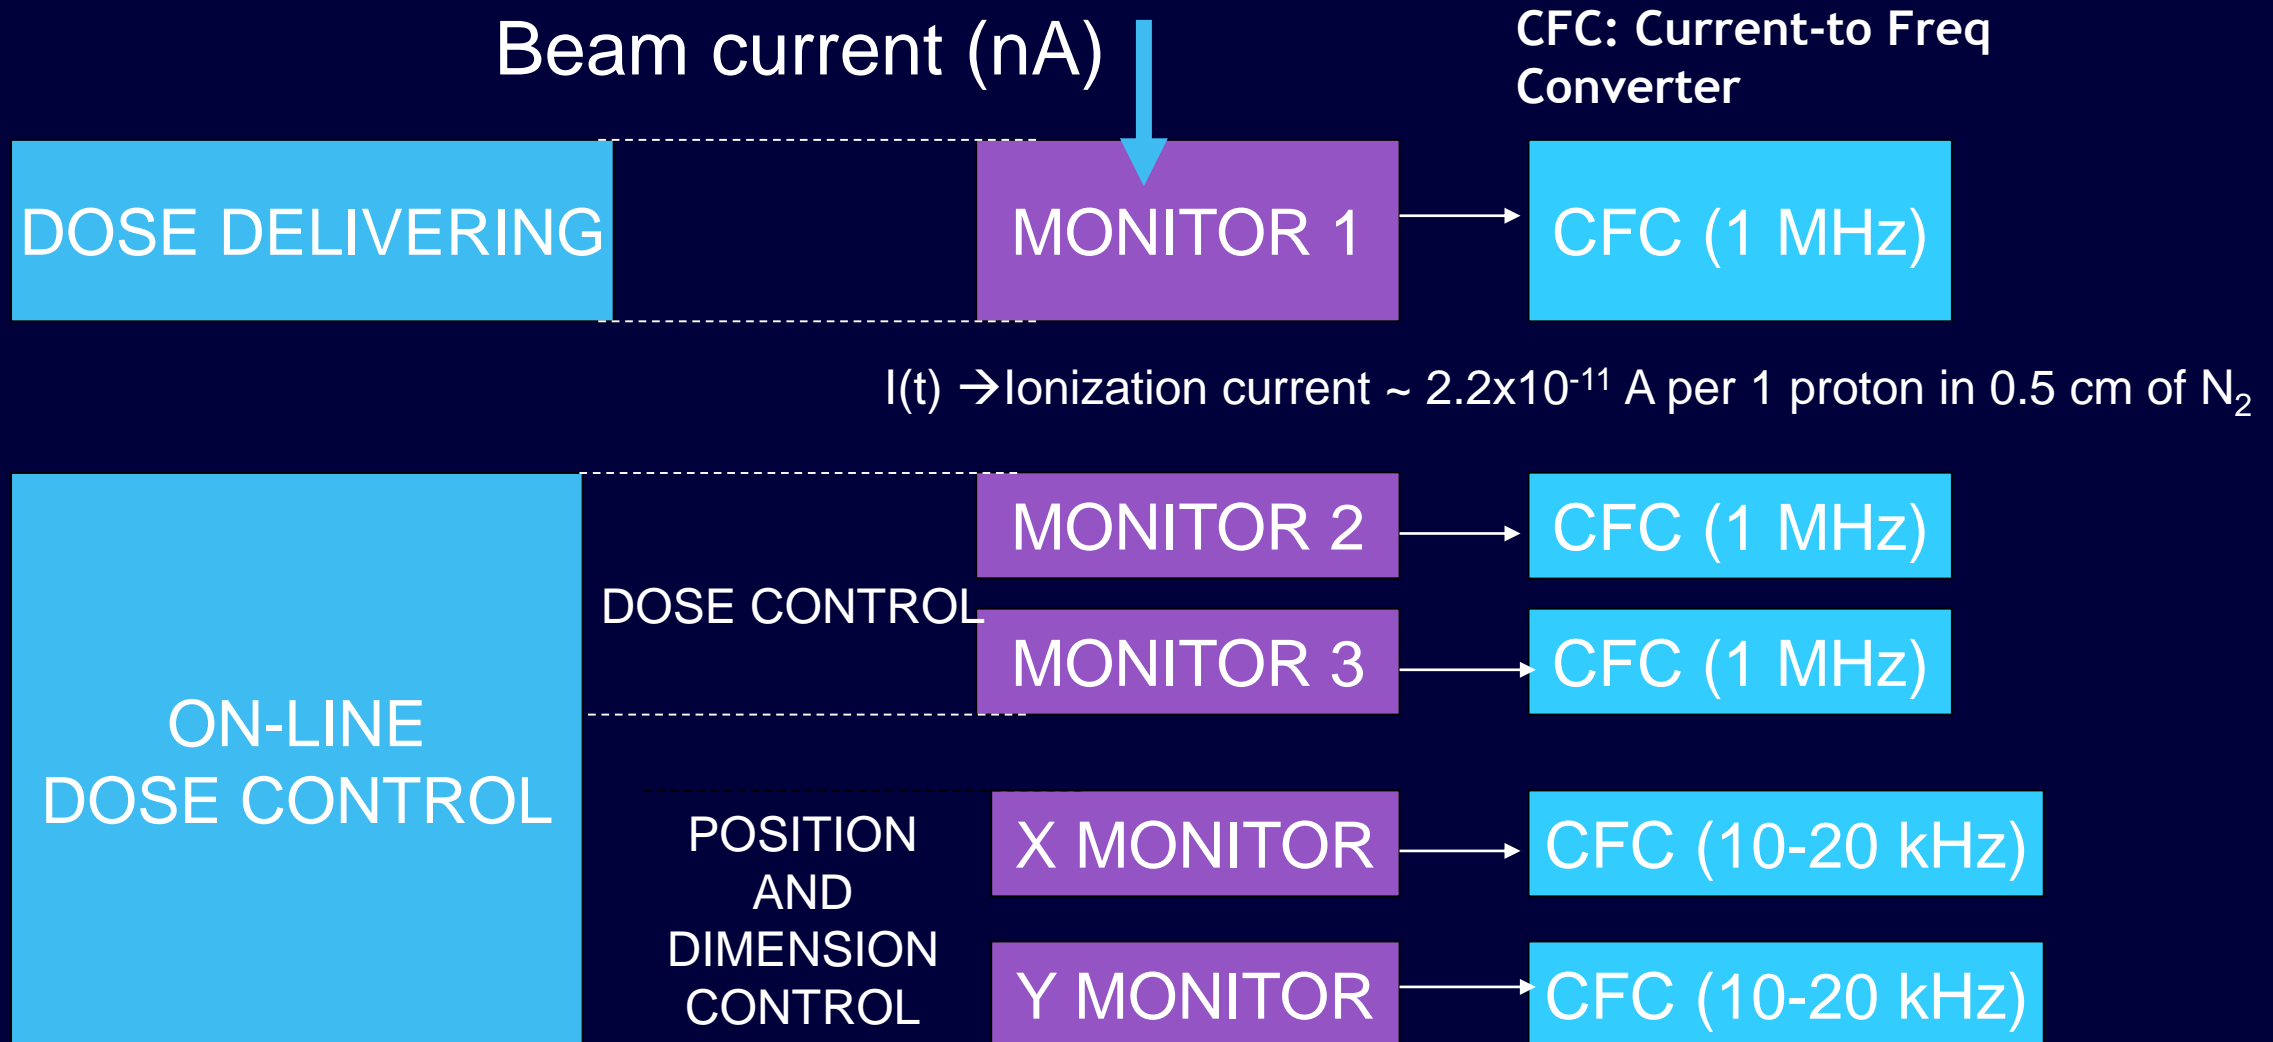 Beam current (nA)
CFC: Current-to Freq
Converter
DOSE DELIVERING
MONITOR 1
CFC (1 MHz)
I(t) →Ionization current ~ 2.2x10⁻¹¹ A per 1 proton in 0.5 cm of N₂
MONITOR 2
CFC (1 MHz)
DOSE CONTROL
MONITOR 3
CFC (1 MHz)
ON-LINE
DOSE CONTROL
POSITION
AND
DIMENSION
CONTROL
X MONITOR
CFC (10-20 kHz)
Y MONITOR
CFC (10-20 kHz)